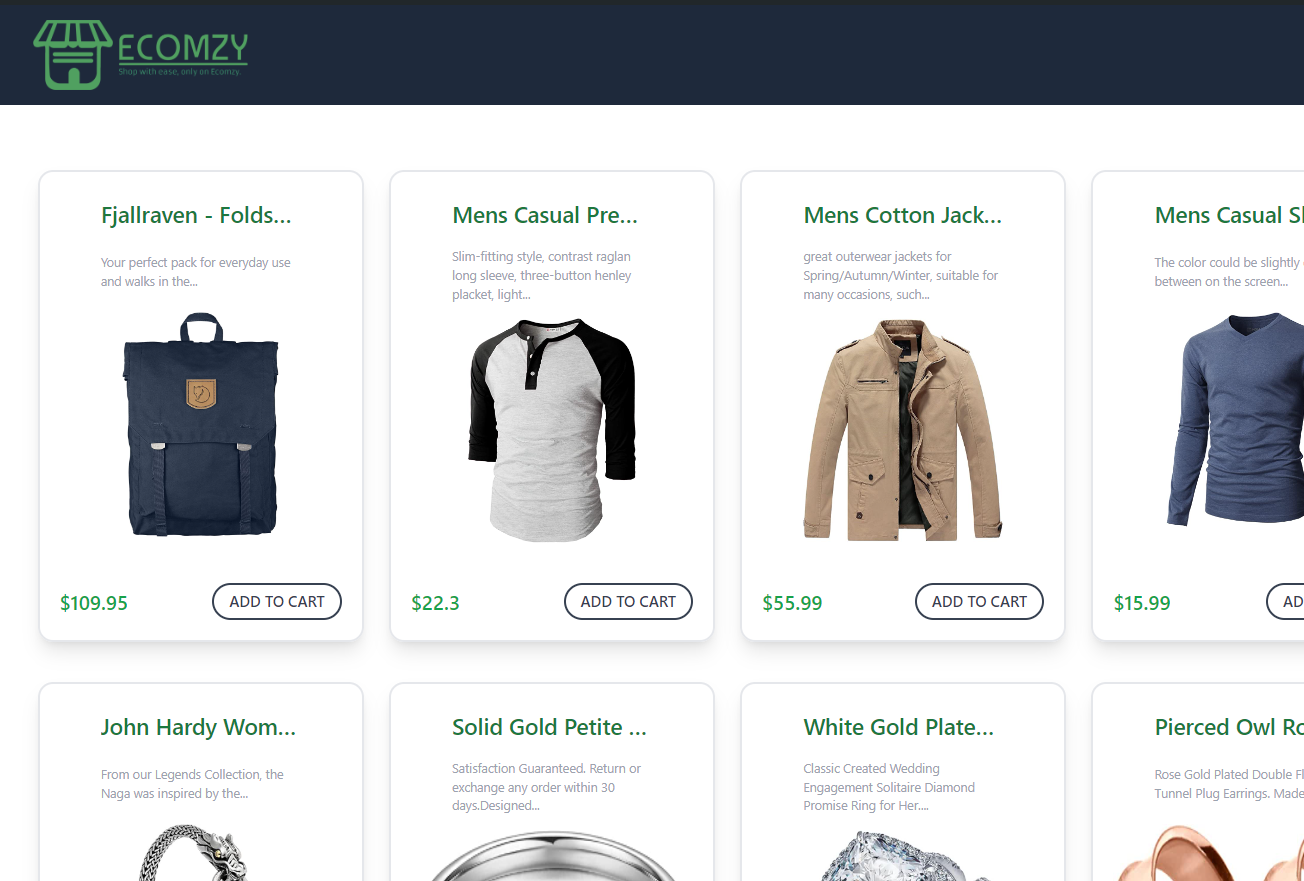 ECOMZY
Shop with ease, only on Ecomzy.
Fjallraven - Folds...
Your perfect pack for everyday use
and walks in the...
$109.95
ADD TO CART
Mens Casual Pre...
Slim-fitting style, contrast raglan
long sleeve, three-button henley
placket, light...
$22.3
ADD TO CART
Mens Cotton Jack...
great outerwear jackets for
Spring/Autumn/Winter, suitable for
many occasions, such...
$55.99
ADD TO CART
Mens Casual Sl
The color could be slightly
between on the screen...
$15.99
AD
John Hardy Wom...
From our Legends Collection, the
Naga was inspired by the...
Solid Gold Petite ...
Satisfaction Guaranteed. Return or
exchange any order within 30
days.Designed...
White Gold Plate...
Classic Created Wedding
Engagement Solitaire Diamond
Promise Ring for Her....
Pierced Owl Ro
Rose Gold Plated Double Fl
Tunnel Plug Earrings. Made